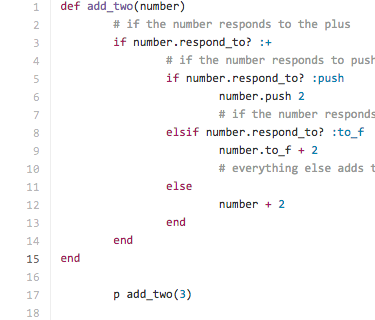 1 def add_two(number)
2 # if the number responds to the plus
3 if number.respond_to? :+
4 # if the number responds to push
5 if number.respond_to? :push
6 number.push 2
7 # if the number responds
8 elsif number.respond_to? :to_f
9 number.to_f + 2
10 # everything else adds t
11 else
12 number + 2
13 end
14 end
15 end
16
17 p add_two(3)
18